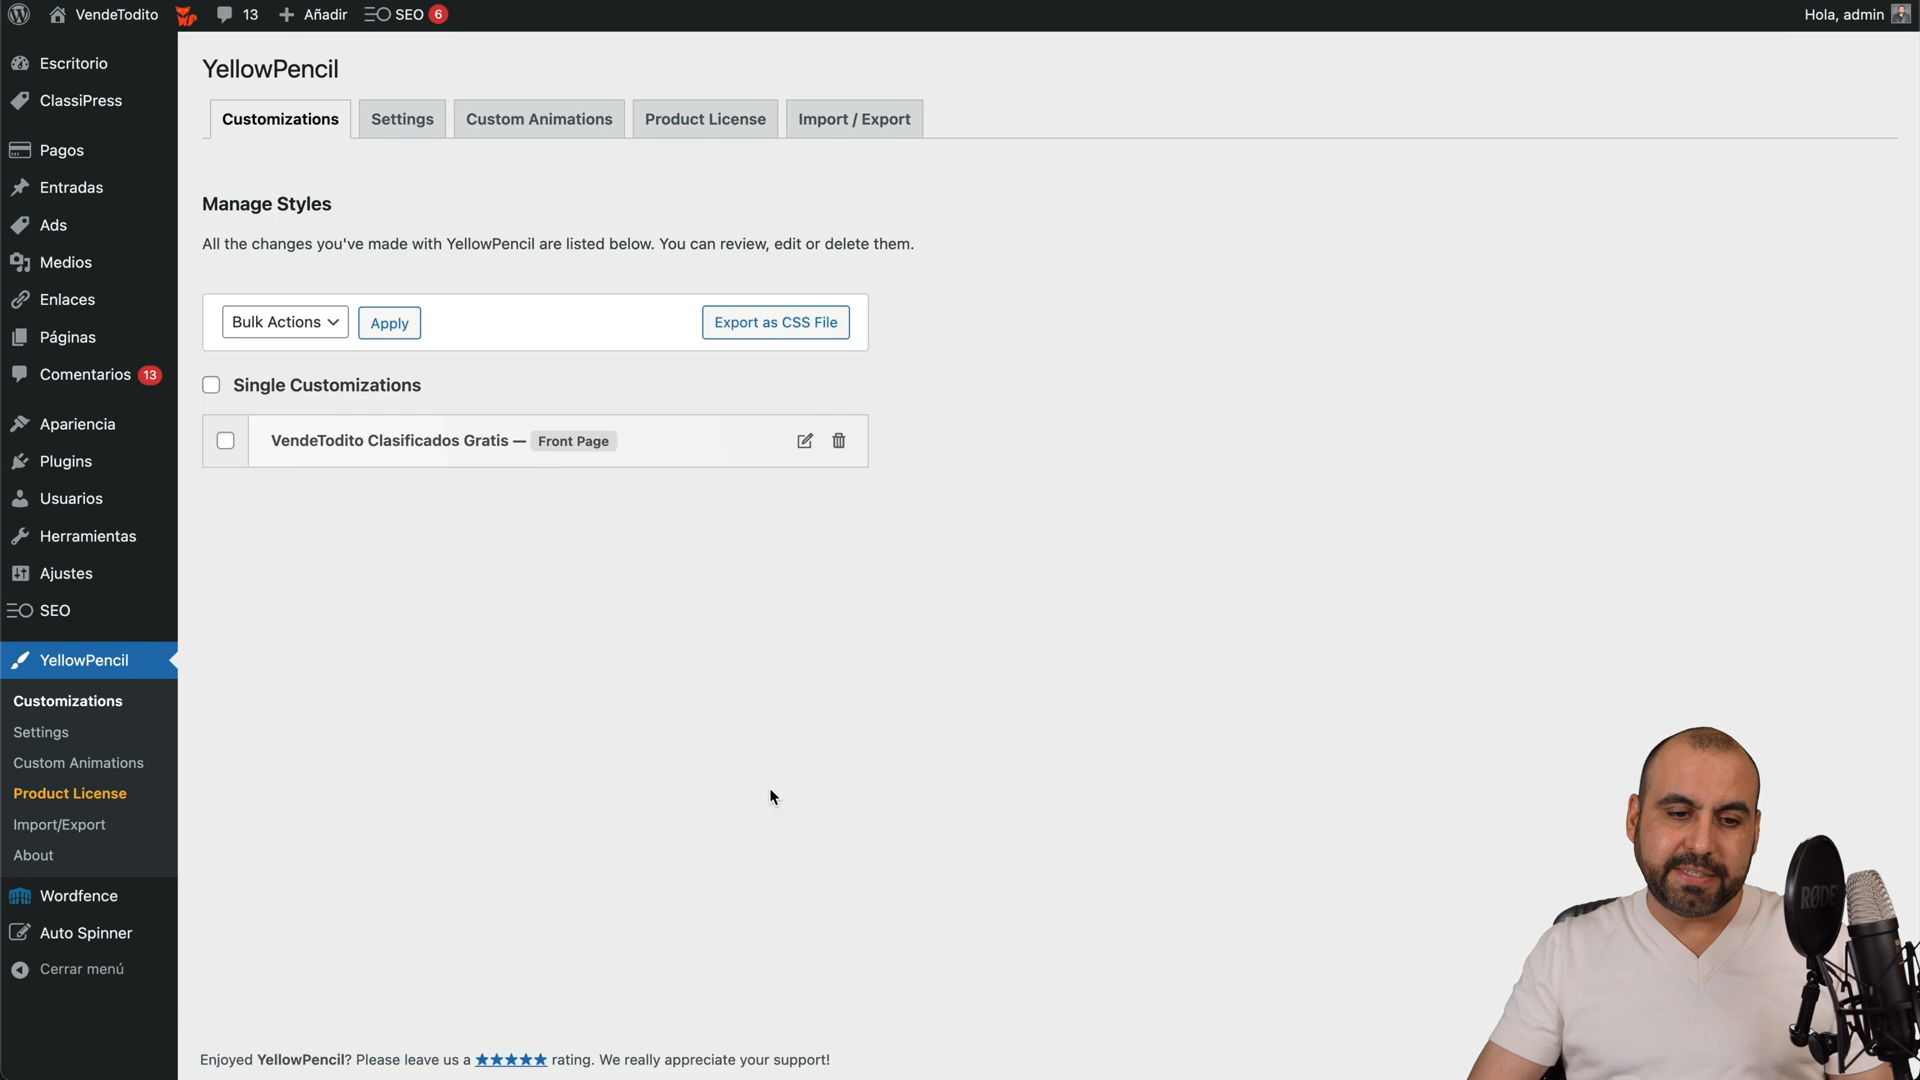 VendeTodito 13 Añadir SEO 6 Hola, admin
Escritorio
ClassiPress
Pagos
Entradas
Ads
Medios
Enlaces
Páginas
Comentarios 13
Apariencia
Plugins
Usuarios
Herramientas
Ajustes
SEO
YellowPencil
Customizations
Settings
Custom Animations
Product License
Import/Export
About
Wordfence
Auto Spinner
Cerrar menú
YellowPencil
Customizations Settings Custom Animations Product License Import / Export
Manage Styles
All the changes you've made with YellowPencil are listed below. You can review, edit or delete them.
Bulk Actions Apply Export as CSS File
Single Customizations
VendeTodito Clasificados Gratis — Front Page
Enjoyed YellowPencil? Please leave us a ★★★★★ rating. We really appreciate your support!
RØDE